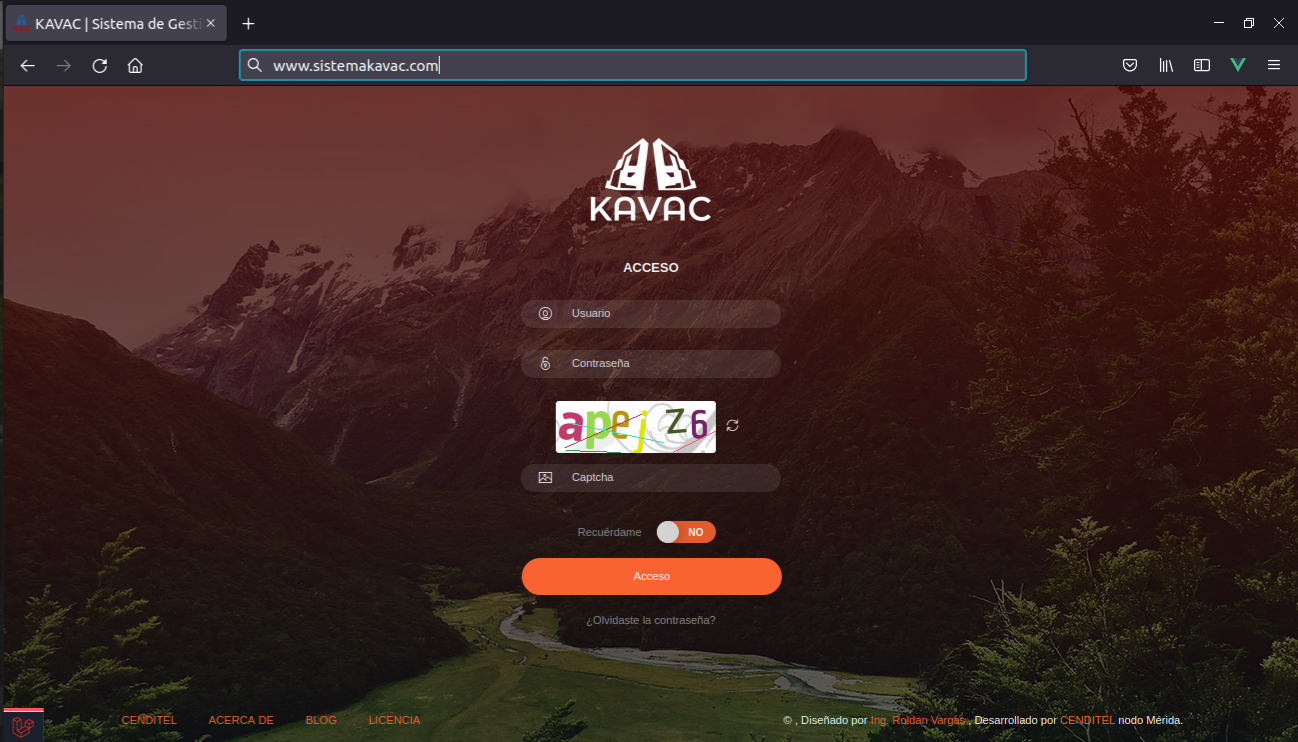 KAVAC | Sistema de Gesti
www.sistemakavac.com
KAVAC
ACCESO
Usuario
Contraseña
apejZ6
Captcha
Recuérdame NO
Acceso
¿Olvidaste la contraseña?
CENDITEL ACERCA DE BLOG LICENCIA © , Diseñado por Ing. Roldan Vargas , Desarrollado por CENDITEL nodo Mérida.